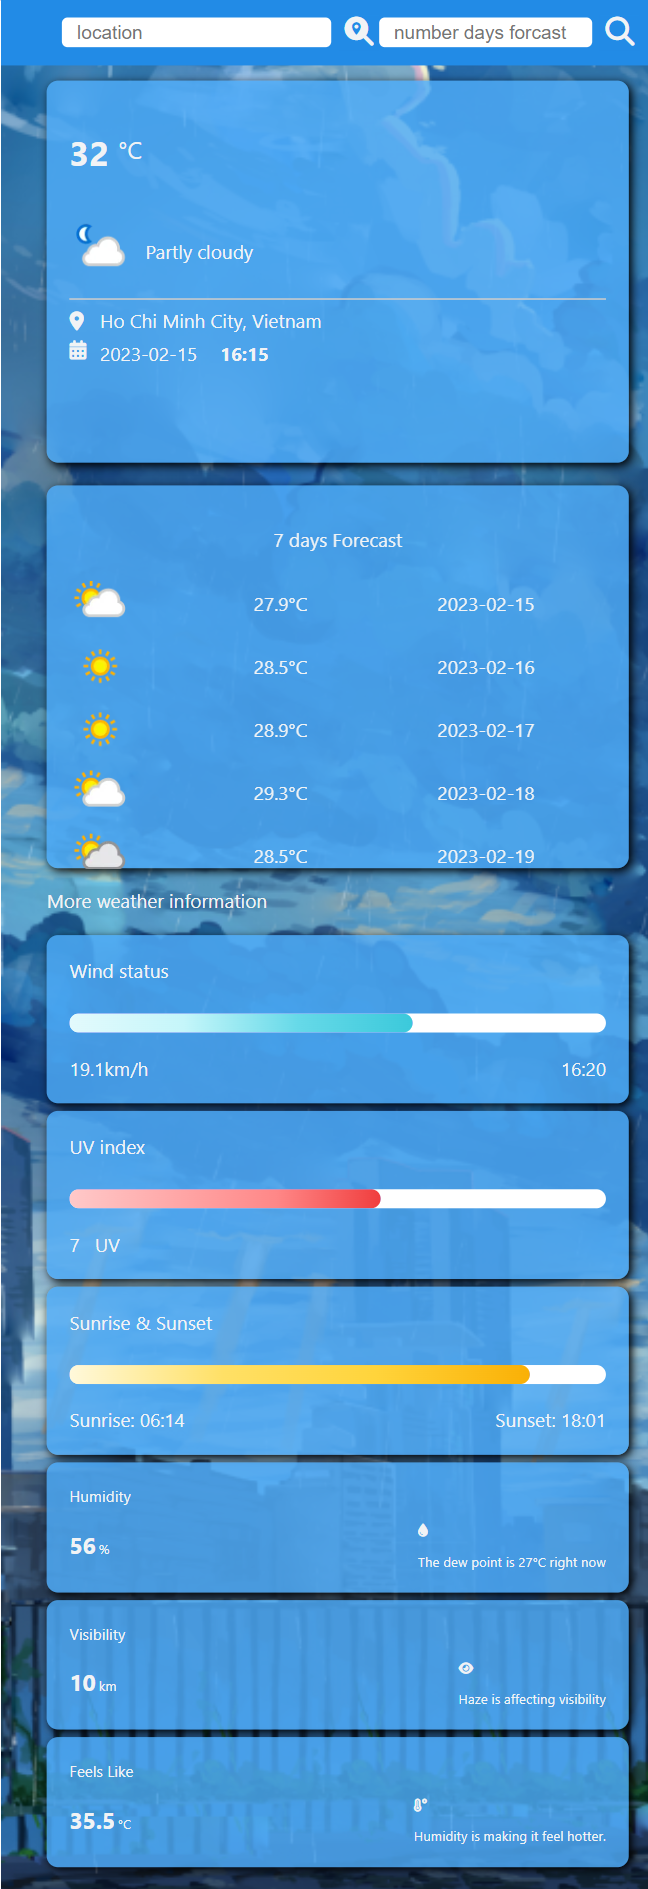 location number days forcast
32 °C
Partly cloudy
Ho Chi Minh City, Vietnam
2023-02-15 16:15
7 days Forecast
27.9°C 2023-02-15
28.5°C 2023-02-16
28.9°C 2023-02-17
29.3°C 2023-02-18
28.5°C 2023-02-19
More weather information
Wind status
19.1km/h 16:20
UV index
7 UV
Sunrise & Sunset
Sunrise: 06:14 Sunset: 18:01
Humidity
56 %
The dew point is 27°C right now
Visibility
10 km
Haze is affecting visibility
Feels Like
35.5 °C
Humidity is making it feel hotter.